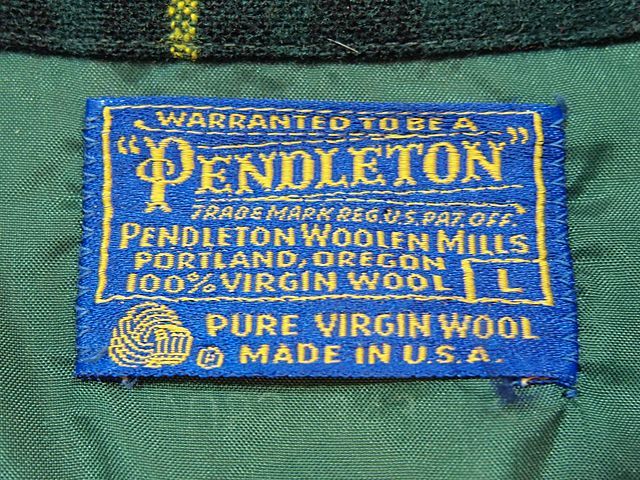 WARRANTED TO BE A
"PENDLETON"
TRADE MARK REG. U.S. PAT. OFF.
PENDLETON WOOLEN MILLS
PORTLAND, OREGON
100% VIRGIN WOOL L
PURE VIRGIN WOOL
® MADE IN U.S.A.